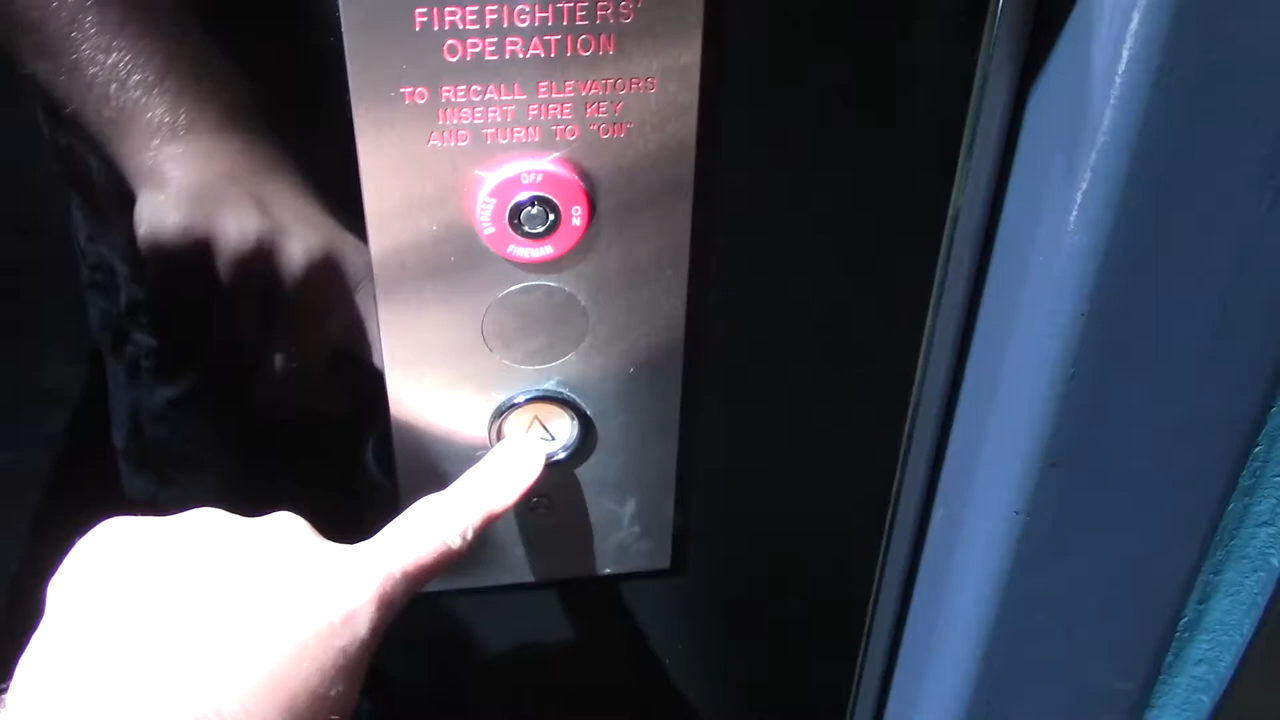 FIREFIGHTERS'
OPERATION
TO RECALL ELEVATORS
INSERT FIRE KEY
AND TURN TO "ON"
OFF
BYPASS
ON
FIREMAN